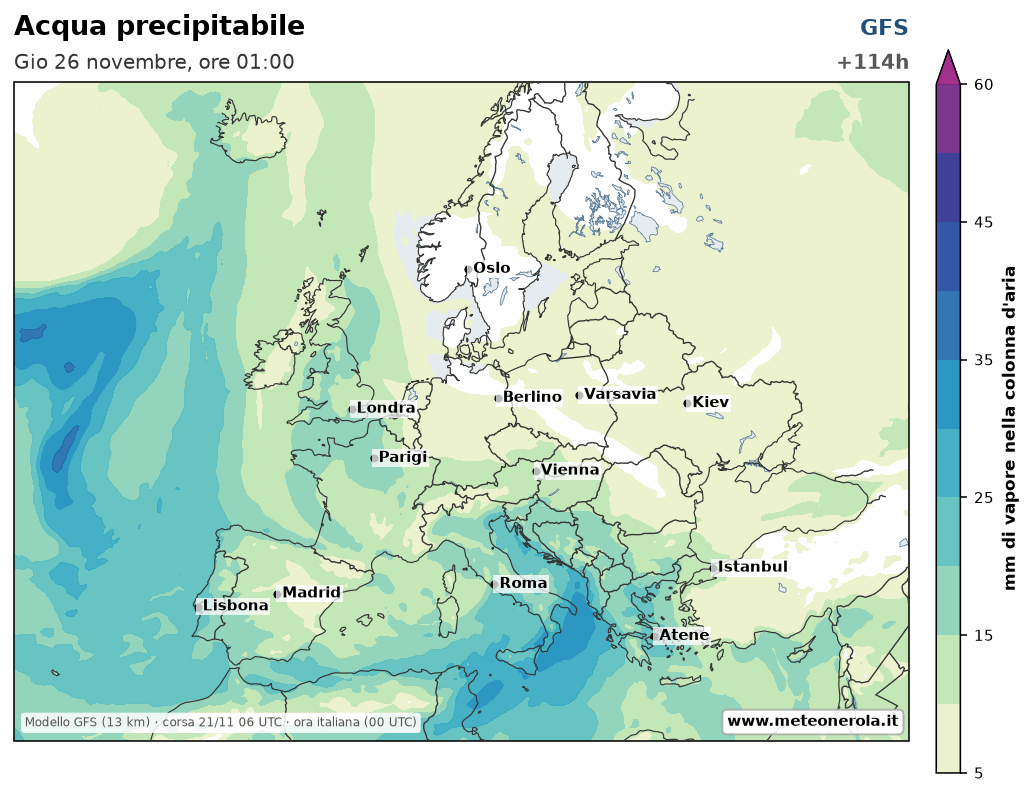 Acqua precipitabile
GFS
Gio 26 novembre, ore 01:00
+114h
60
45
35
25
15
5
mm di vapore nella colonna d'aria
Oslo
Berlino
Varsavia
Kiev
Londra
Parigi
Vienna
Istanbul
Roma
Madrid
Lisbona
Atene
Modello GFS (13 km) · corsa 21/11 06 UTC · ora italiana (00 UTC)
www.meteonerola.it